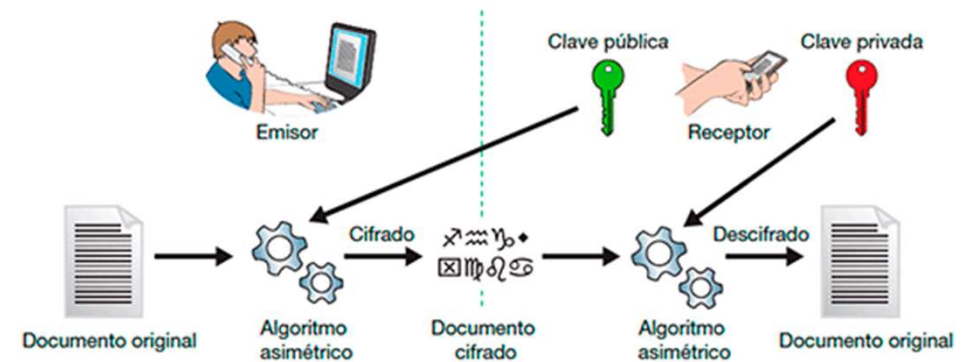 Clave pública
Clave privada
Emisor
Receptor
Cifrado
Descifrado
Documento original
Algoritmo
asimétrico
Documento
cifrado
Algoritmo
asimétrico
Documento original